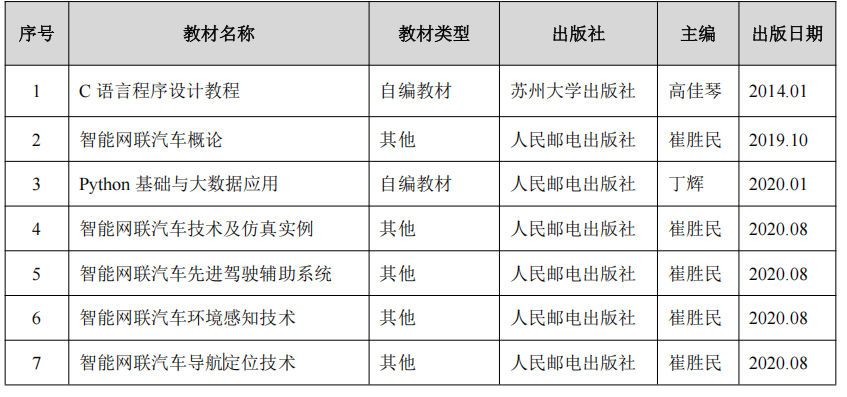 序号 教材名称 教材类型 出版社 主编 出版日期
1 C 语言程序设计教程 自编教材 苏州大学出版社 高佳琴 2014.01
2 智能网联汽车概论 其他 人民邮电出版社 崔胜民 2019.10
3 Python 基础与大数据应用 自编教材 人民邮电出版社 丁辉 2020.01
4 智能网联汽车技术及仿真实例 其他 人民邮电出版社 崔胜民 2020.08
5 智能网联汽车先进驾驶辅助系统 其他 人民邮电出版社 崔胜民 2020.08
6 智能网联汽车环境感知技术 其他 人民邮电出版社 崔胜民 2020.08
7 智能网联汽车导航定位技术 其他 人民邮电出版社 崔胜民 2020.08